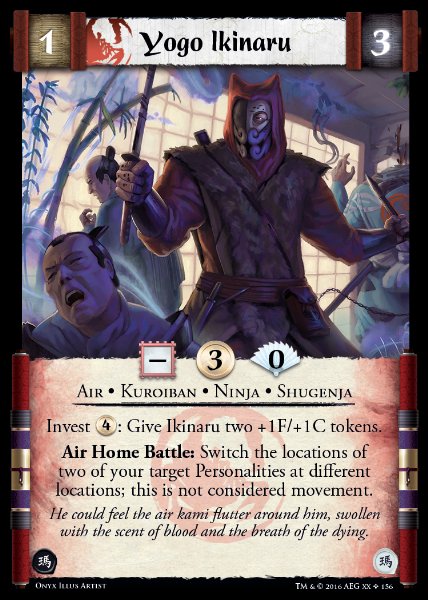 1 Yogo Ikinaru 3
– 3 0
Air • Kuroiban • Ninja • Shugenja
Invest 4: Give Ikinaru two +1F/+1C tokens.
Air Home Battle: Switch the locations of
two of your target Personalities at different
locations; this is not considered movement.
He could feel the air kami flutter around him, swollen
with the scent of blood and the breath of the dying.
瑪 瑪
Onyx Illus Artist TM & © 2016 AEG XX ❖ 156